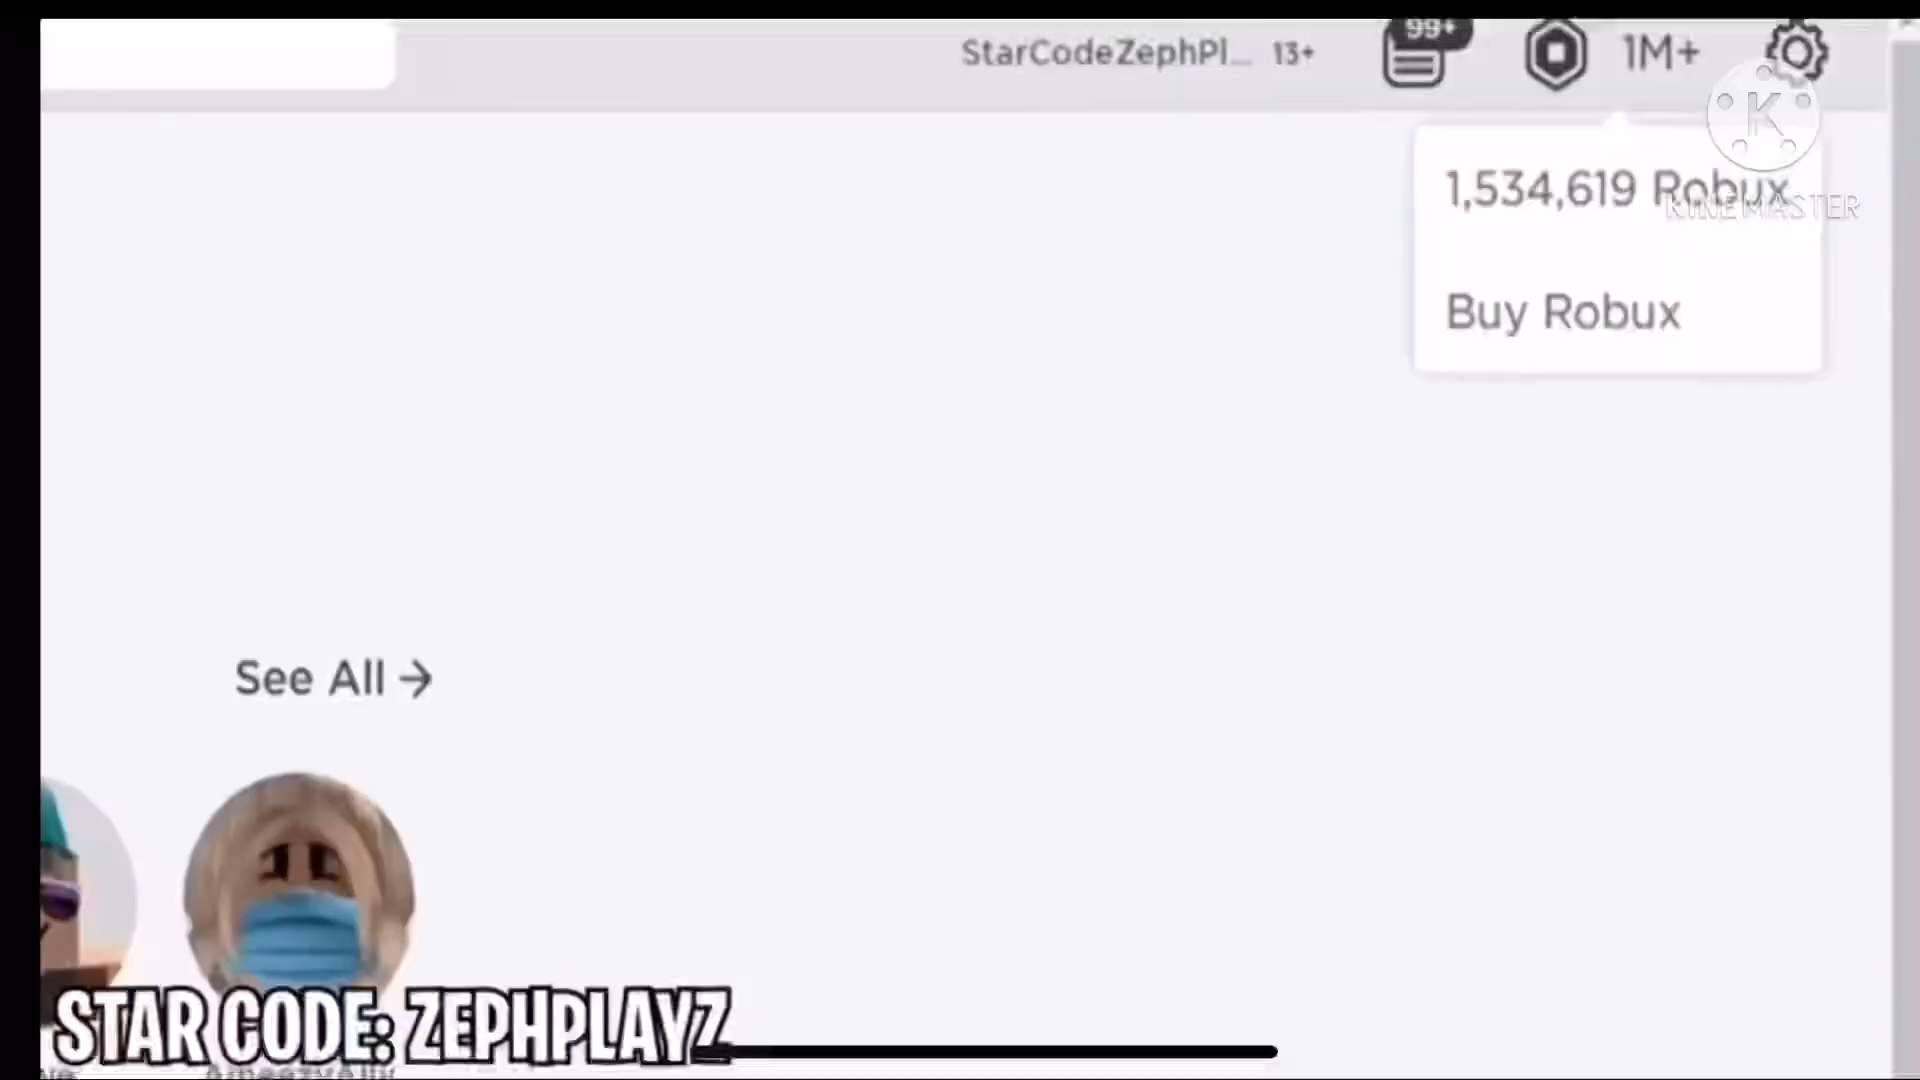 StarCodeZephPl... 13+ 99+ 1M+
K
1,534,619 Robux
KINEMASTER
Buy Robux
See All →
STAR CODE: ZEPHPLAYZ